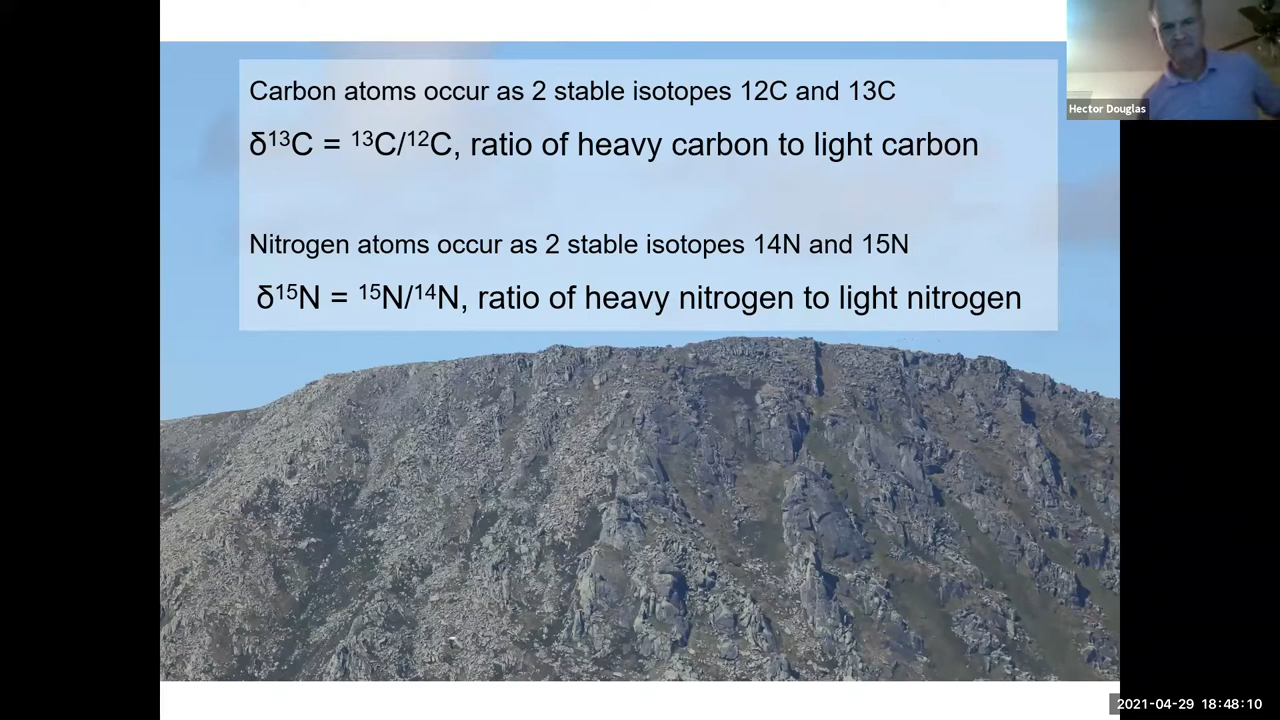 Carbon atoms occur as 2 stable isotopes 12C and 13C
δ¹³C = ¹³C/¹²C, ratio of heavy carbon to light carbon
Nitrogen atoms occur as 2 stable isotopes 14N and 15N
δ¹⁵N = ¹⁵N/¹⁴N, ratio of heavy nitrogen to light nitrogen
Hector Douglas
2021-04-29 18:48:10